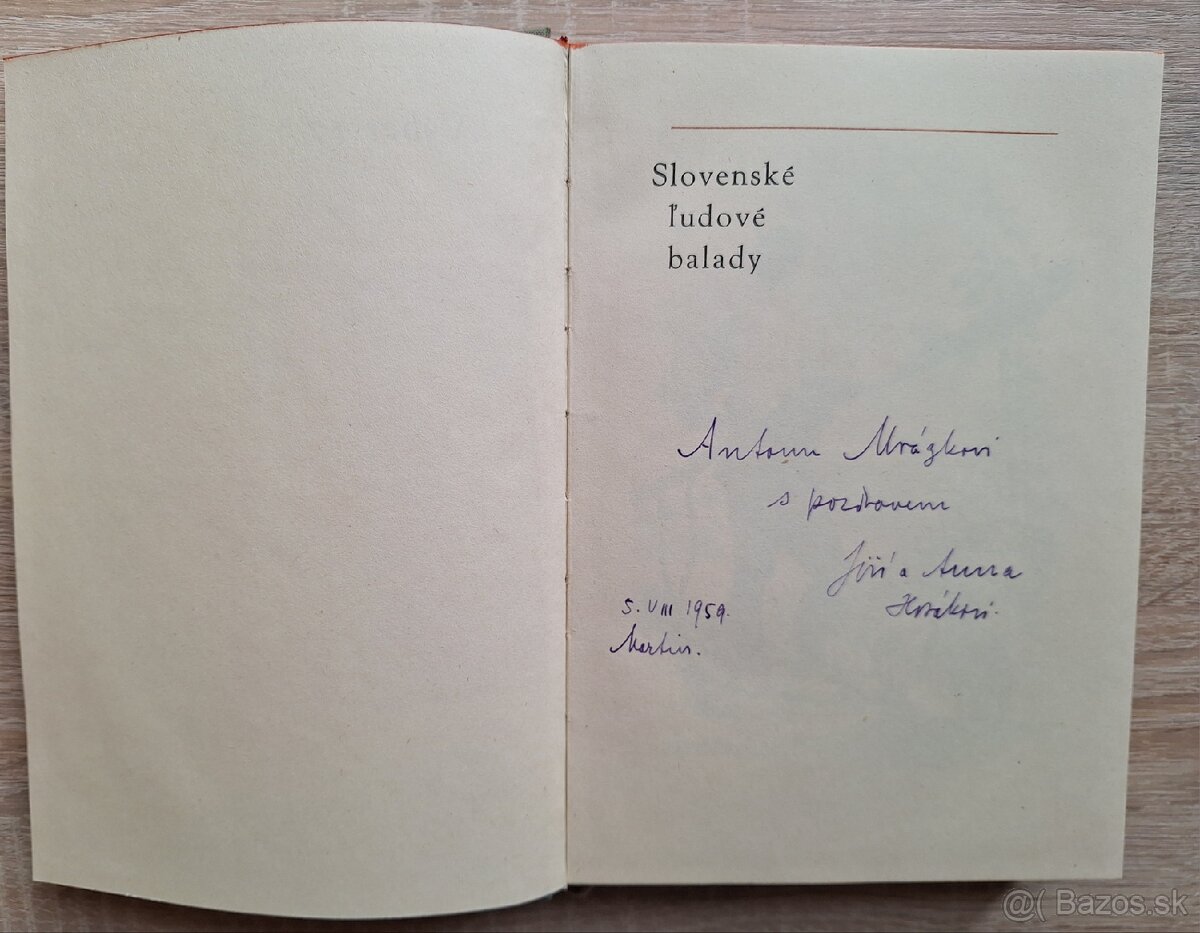 Slovenské
ľudové
balady
Antonu Mrázkovi
s pozdravem
Jiří a Anna
Horákovi.
5. VIII 1959.
Martin.
@( Bazos.sk